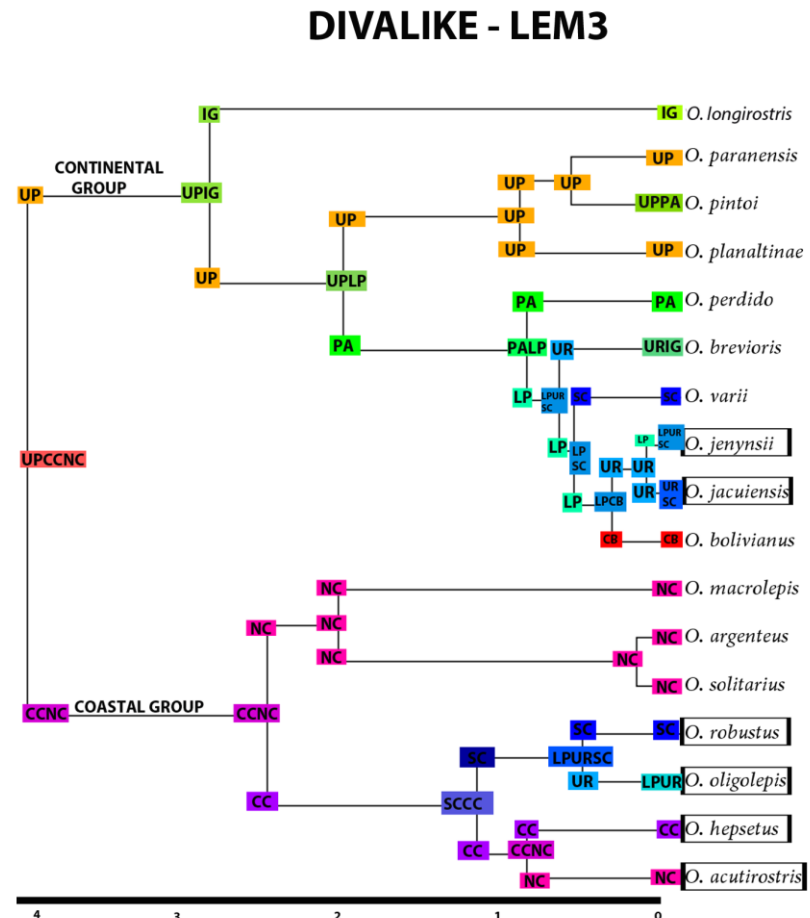 DIVALIKE - LEM3
IG
IG O. longirostris
CONTINENTAL
GROUP
UP O. paranensis
UP
UP
UP
UPIG
UPPA O. pintoi
UP
UP
UP
UP O. planaltinae
UP
UPLP
PA
PA O. perdido
PA
PALP
UR
URIG O. brevioris
LP
LPUR
SC
SC
SC O. varii
LP
LP
SC
LP
LPUR
SC
O. jenynsii
UR
UR
LP
LPCB
UR
UR
SC
O. jacuiensis
CB
CB O. bolivianus
UPCCNC
NC
NC O. macrolepis
NC
NC
NC O. argenteus
NC
NC
NC O. solitarius
CCNC
COASTAL GROUP
CCNC
SC
SC O. robustus
SC
LPURSC
UR
LPUR O. oligolepis
CC
SCCC
CC
CC O. hepsetus
CC
CCNC
NC
NC O. acutirostris
4 3 2 1 0